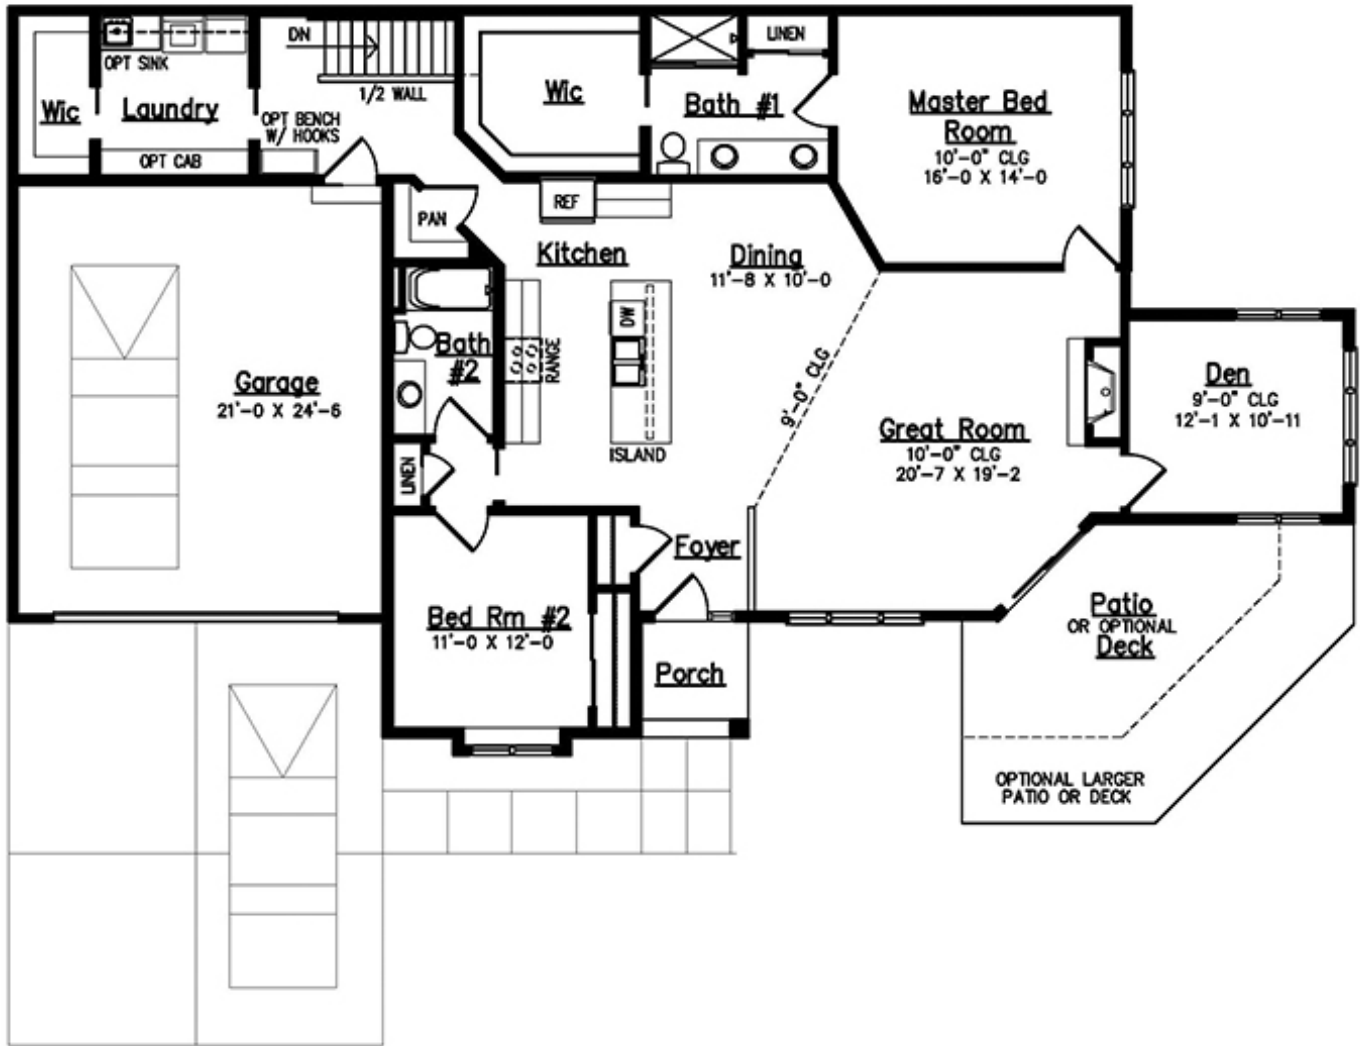 DN
LINEN
OPT SINK
1/2 WALL
Wic
Laundry
OPT BENCH
W/ HOOKS
OPT CAB
Wic
Bath #1
Master Bed
Room
10'-0" CLG
16'-0 X 14'-0
PAN
REF
Kitchen
Dining
11'-8 X 10'-0
DW
RANGE
Bath
#2
Garage
21'-0 X 24'-6
9'-0" CLG
Den
9'-0" CLG
12'-1 X 10'-11
Great Room
10'-0" CLG
20'-7 X 19'-2
ISLAND
LINEN
Foyer
Bed Rm #2
11'-0 X 12'-0
Porch
Patio
OR OPTIONAL
Deck
OPTIONAL LARGER
PATIO OR DECK